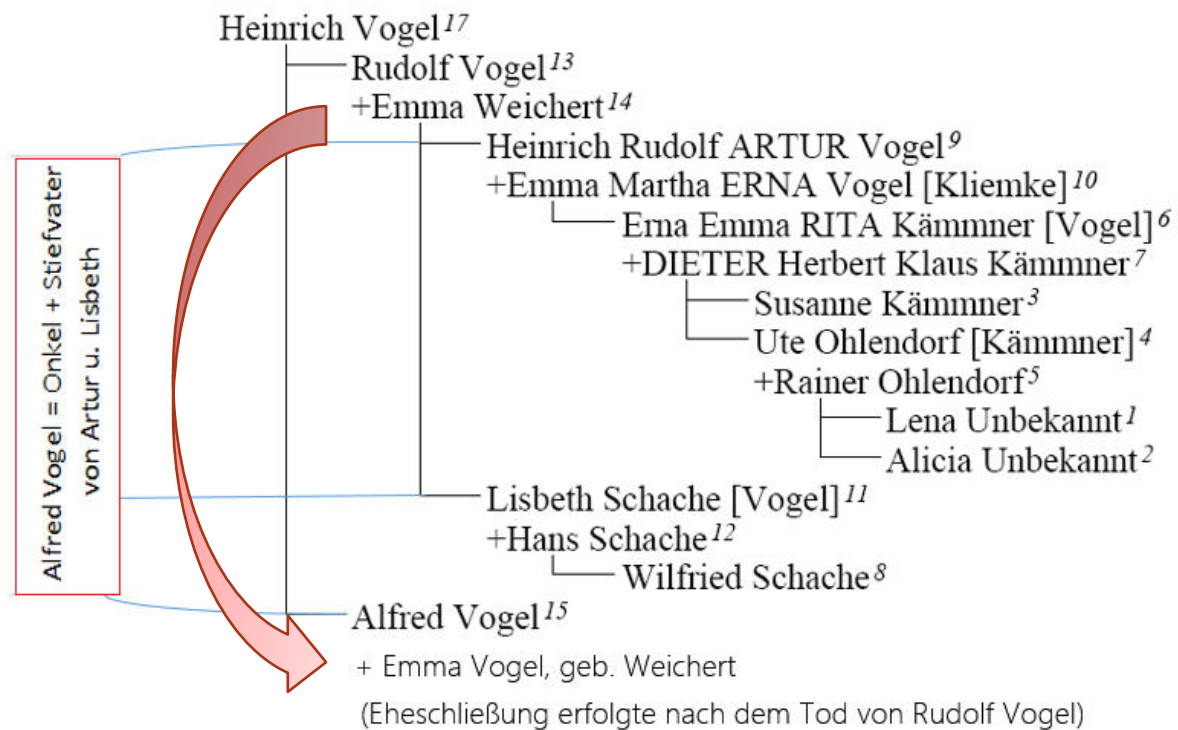 Heinrich Vogel17
Rudolf Vogel13
+Emma Weichert14
Heinrich Rudolf ARTUR Vogel9
+Emma Martha ERNA Vogel [Kliemke]10
Erna Emma RITA Kämmner [Vogel]6
+DIETER Herbert Klaus Kämmner7
Susanne Kämmner3
Ute Ohlendorf [Kämmner]4
+Rainer Ohlendorf5
Lena Unbekannt1
Alicia Unbekannt2
Lisbeth Schache [Vogel]11
+Hans Schache12
Wilfried Schache8
Alfred Vogel15
+ Emma Vogel, geb. Weichert
(Eheschließung erfolgte nach dem Tod von Rudolf Vogel)
Alfred Vogel = Onkel + Stiefvater
von Artur u. Lisbeth